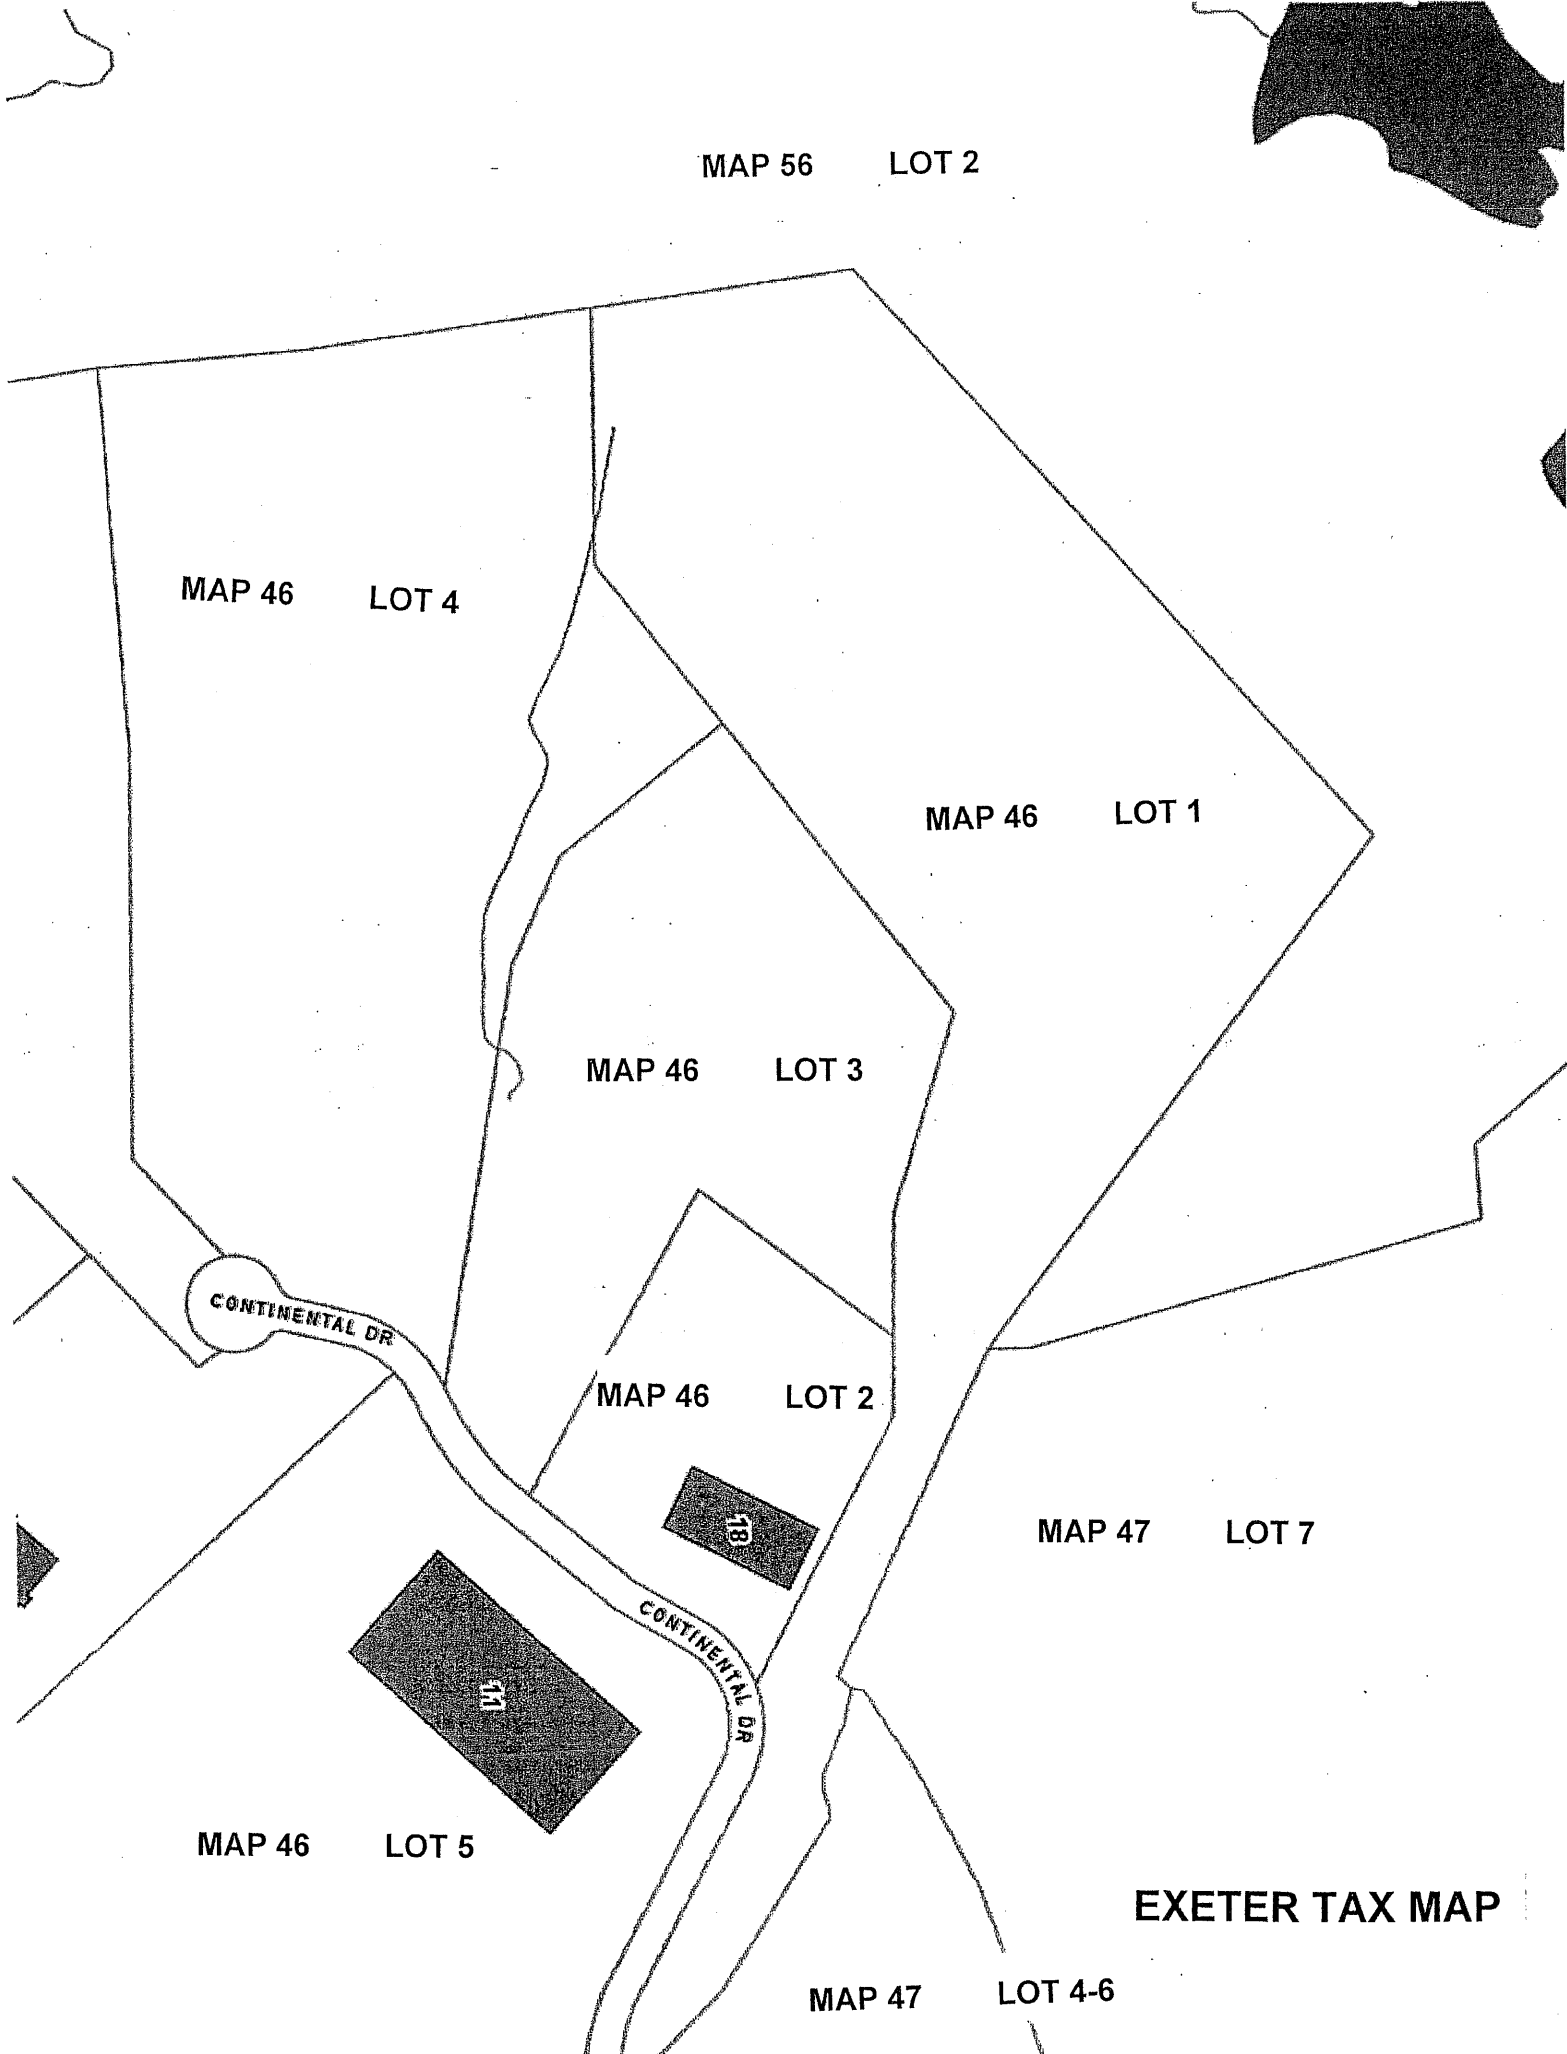 MAP 56 LOT 2
MAP 46 LOT 4
MAP 46 LOT 1
MAP 46 LOT 3
CONTINENTAL DR
MAP 46 LOT 2
18
MAP 47 LOT 7
CONTINENTAL DR
11
MAP 46 LOT 5
EXETER TAX MAP
MAP 47 LOT 4-6